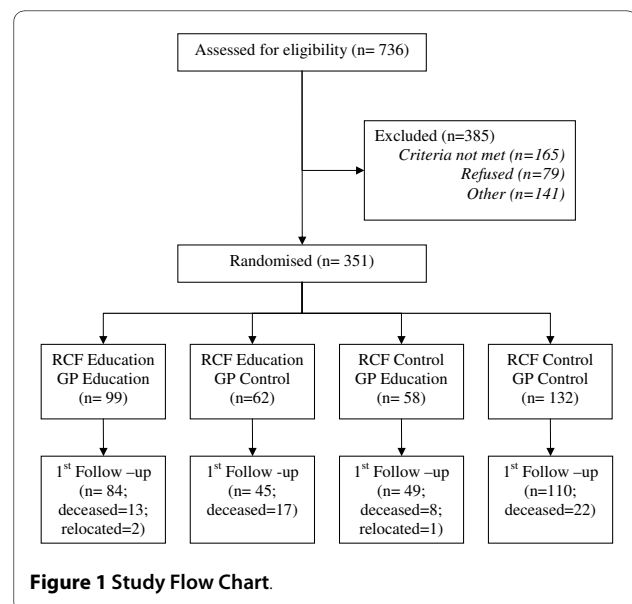 Assessed for eligibility (n= 736)
Excluded (n=385)
Criteria not met (n=165)
Refused (n=79)
Other (n=141)
Randomised (n= 351)
RCF Education
GP Education
(n= 99)
RCF Education
GP Control
(n=62)
RCF Control
GP Education
(n= 58)
RCF Control
GP Control
(n= 132)
1st Follow –up
(n= 84;
deceased=13;
relocated=2)
1st Follow -up
(n= 45;
deceased=17)
1st Follow –up
(n= 49;
deceased=8;
relocated=1)
1st Follow –up
(n=110;
deceased=22)
Figure 1 Study Flow Chart.